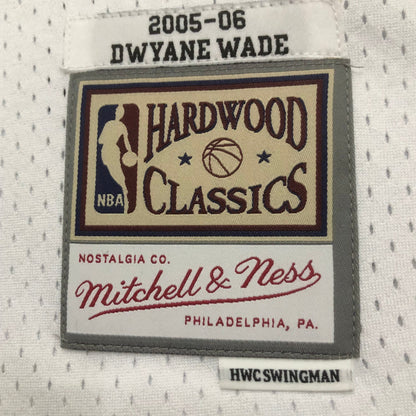 2005-06
DWYANE WADE
NBA
HARDWOOD
CLASSICS
NOSTALGIA CO.
Mitchell & Ness
PHILADELPHIA, PA.
HWC SWINGMAN